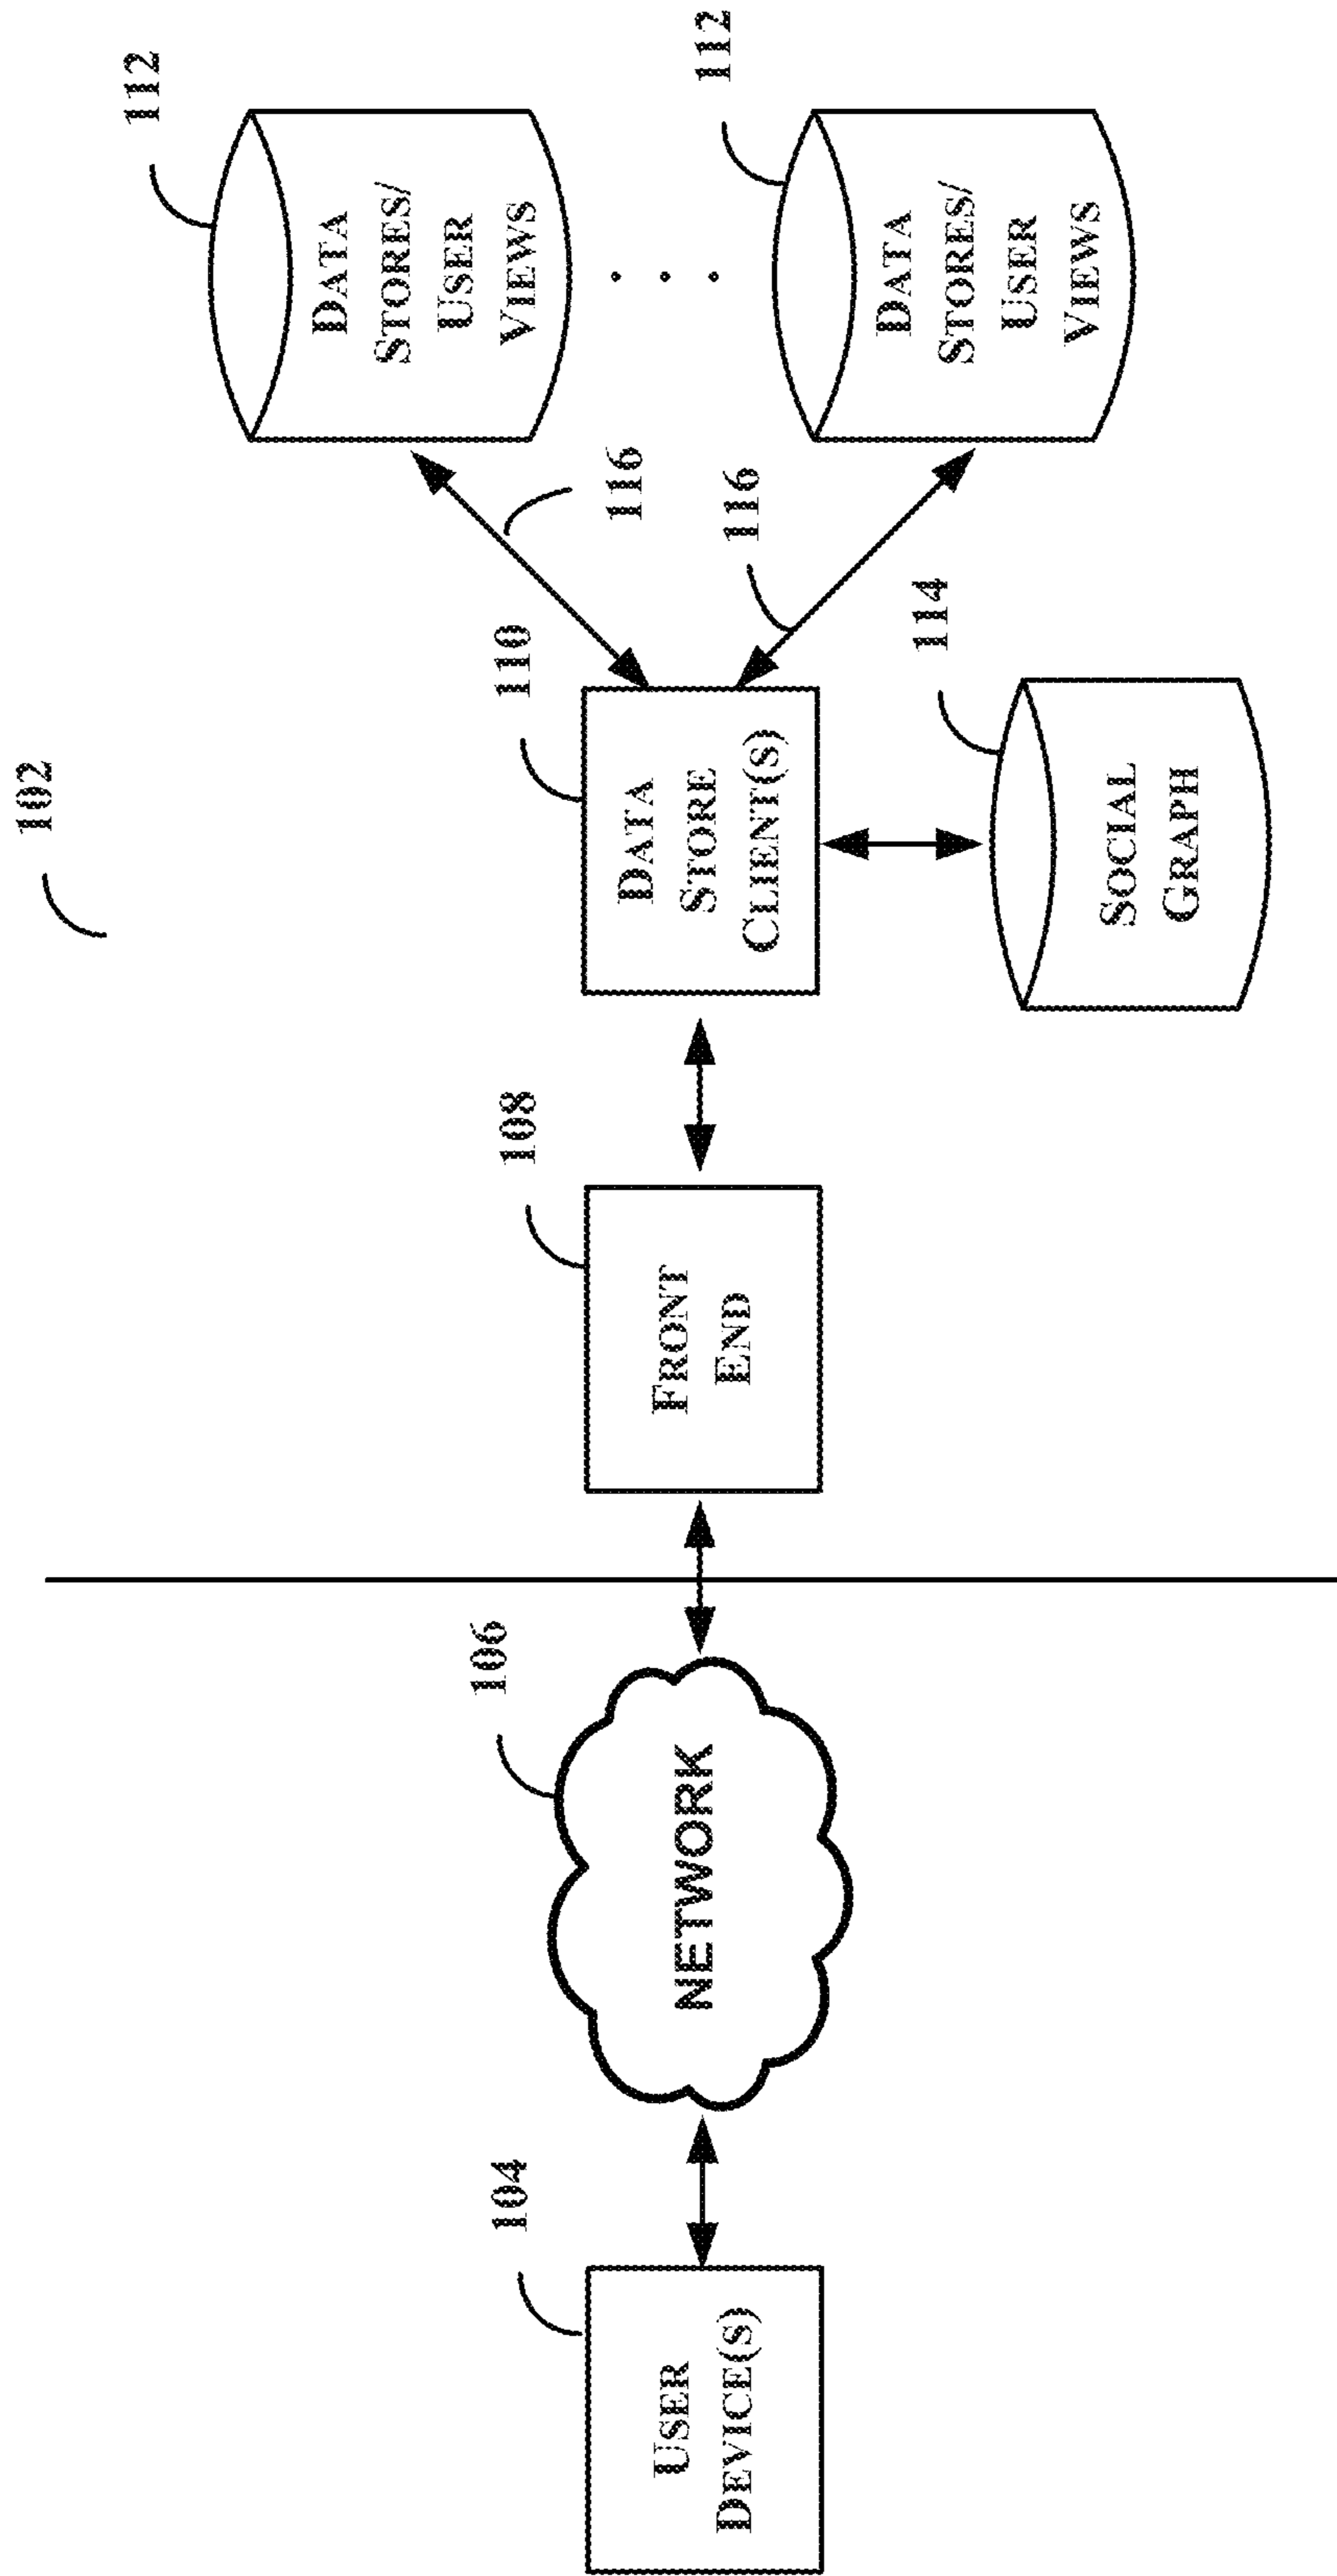 102
112
DATA
STORES/
USER
VIEWS
112
DATA
STORES/
USER
VIEWS
116
116
110
DATA
STORE
CLIENT(S)
114
SOCIAL
GRAPH
108
FRONT
END
106
NETWORK
104
USER
DEVICE(S)